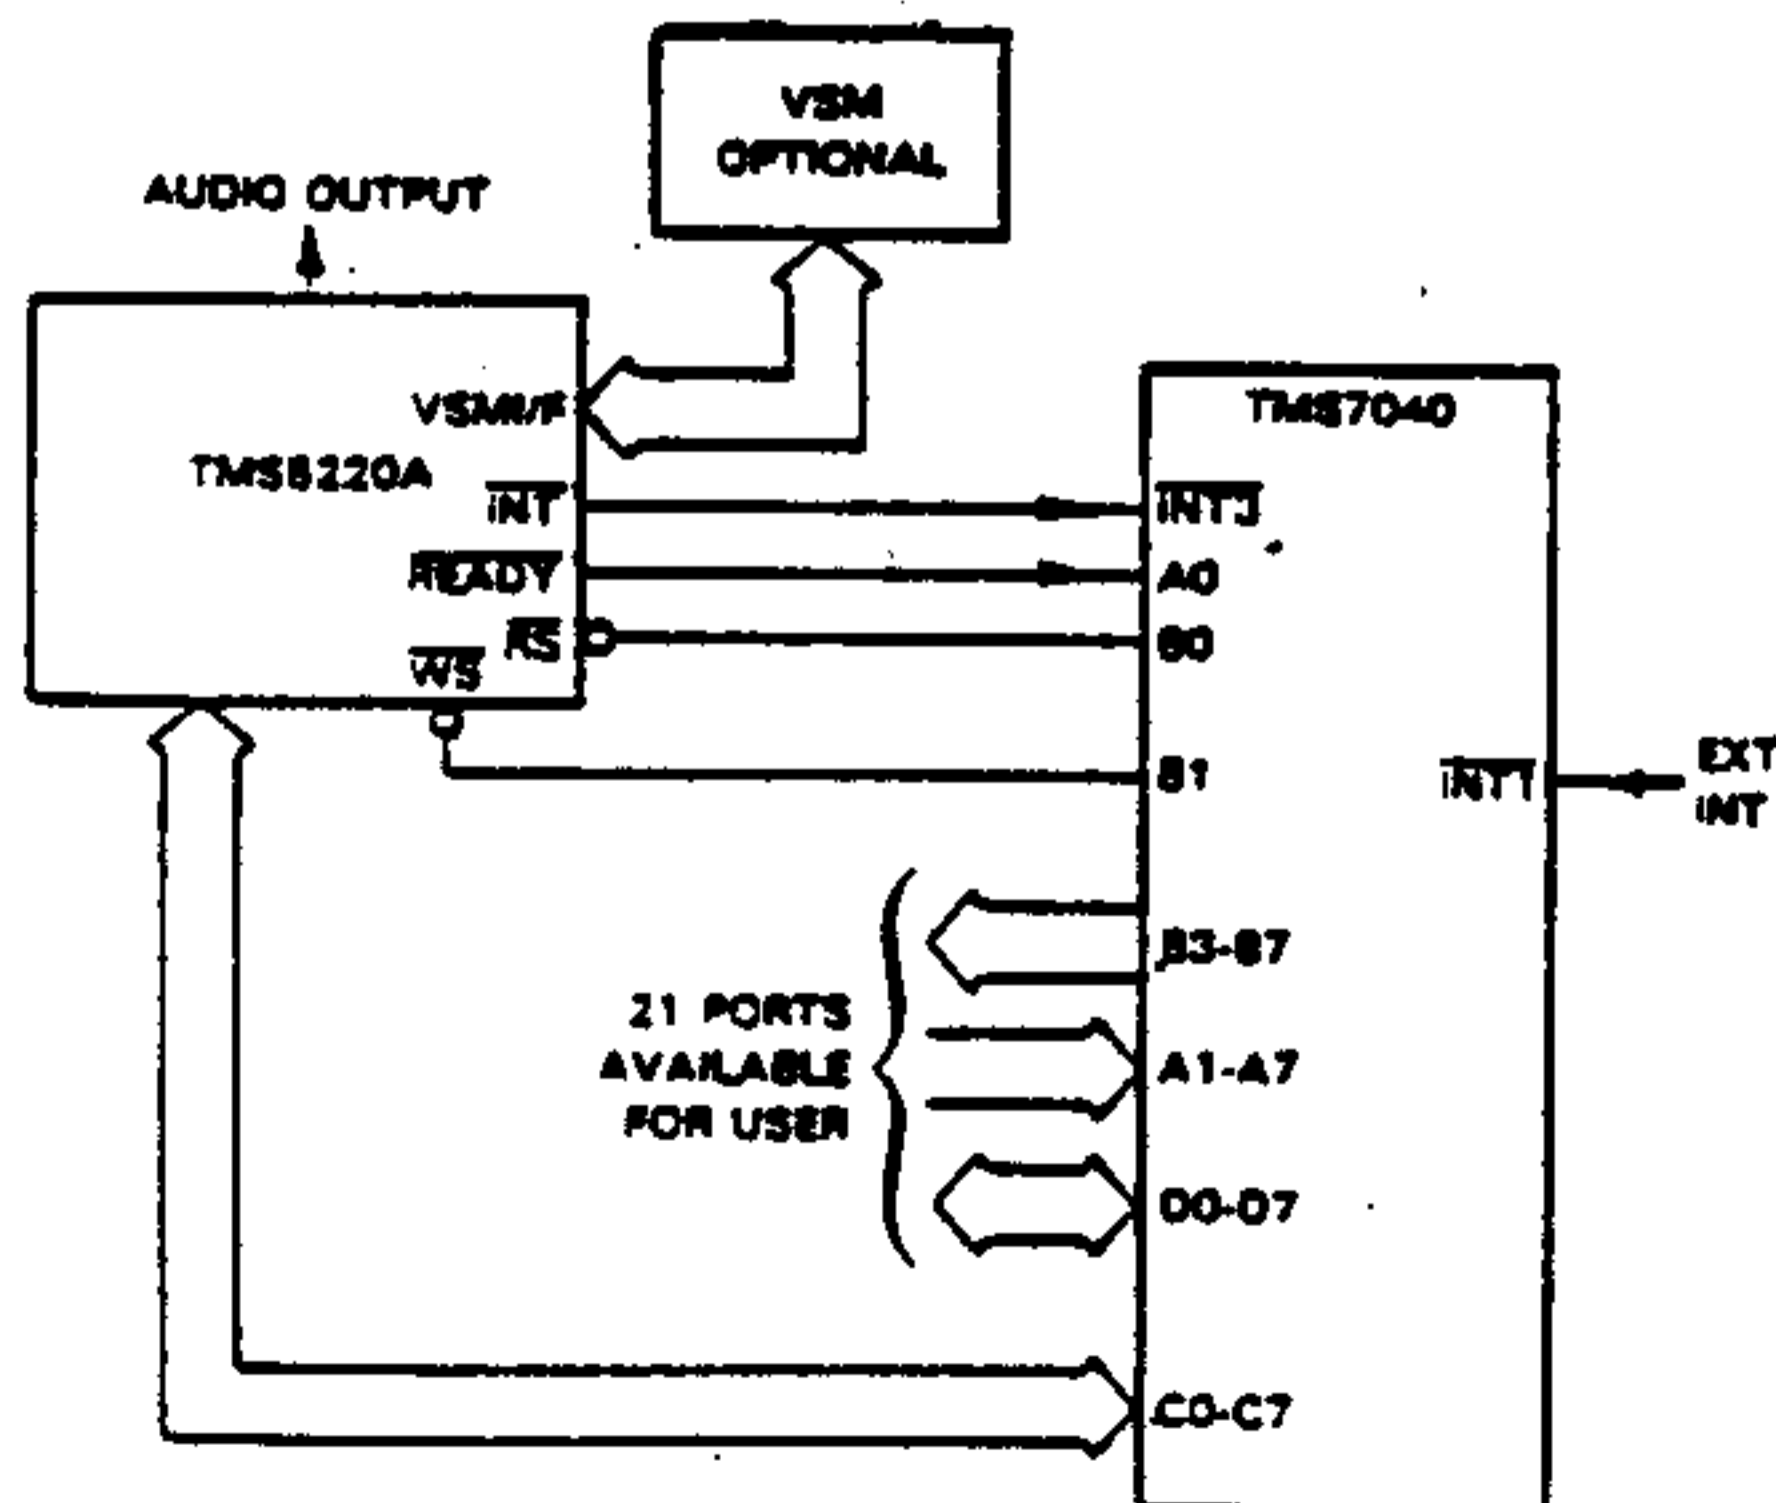 VSM
OPTIONAL
AUDIO OUTPUT
VSMI/F
TMS5220A
INT
READY
RS
WS
TMS7040
INT3
A0
B0
B1
INT1
EXT
INT
B3-B7
A1-A7
D0-D7
C0-C7
21 PORTS
AVAILABLE
FOR USER